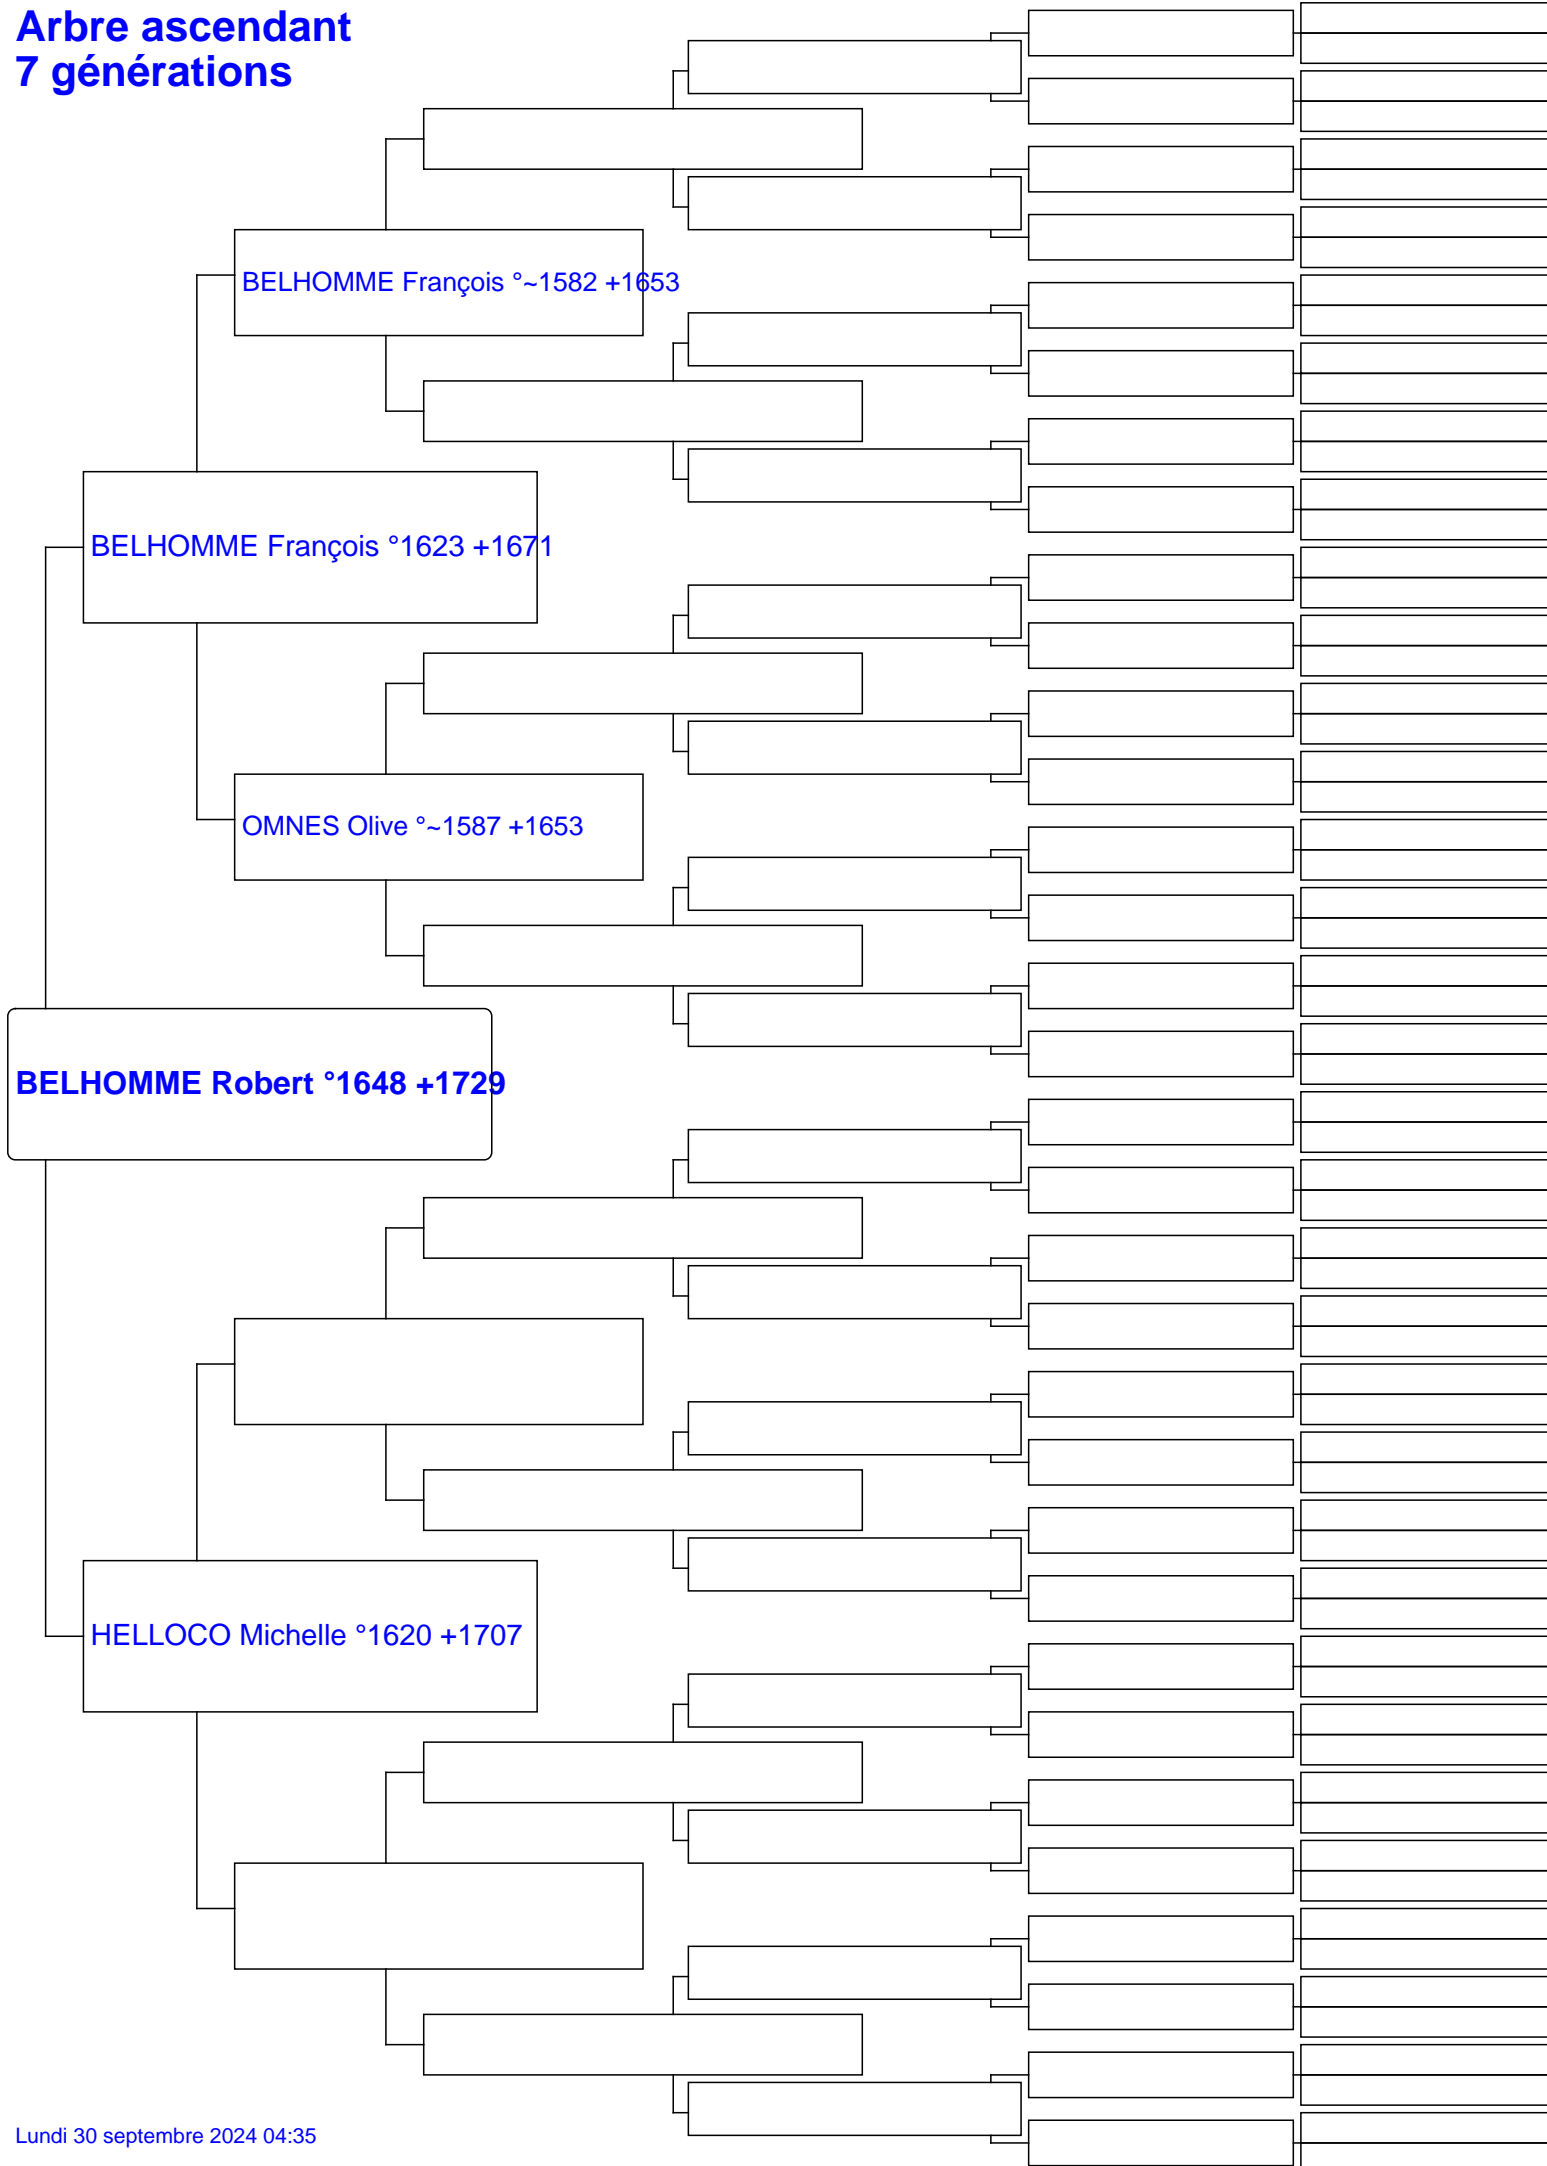 Arbre ascendant
7 générations
BELHOMME François °~1582 +1653
BELHOMME François °1623 +1671
OMNES Olive °~1587 +1653
BELHOMME Robert °1648 +1729
HELLOCO Michelle °1620 +1707
Lundi 30 septembre 2024 04:35